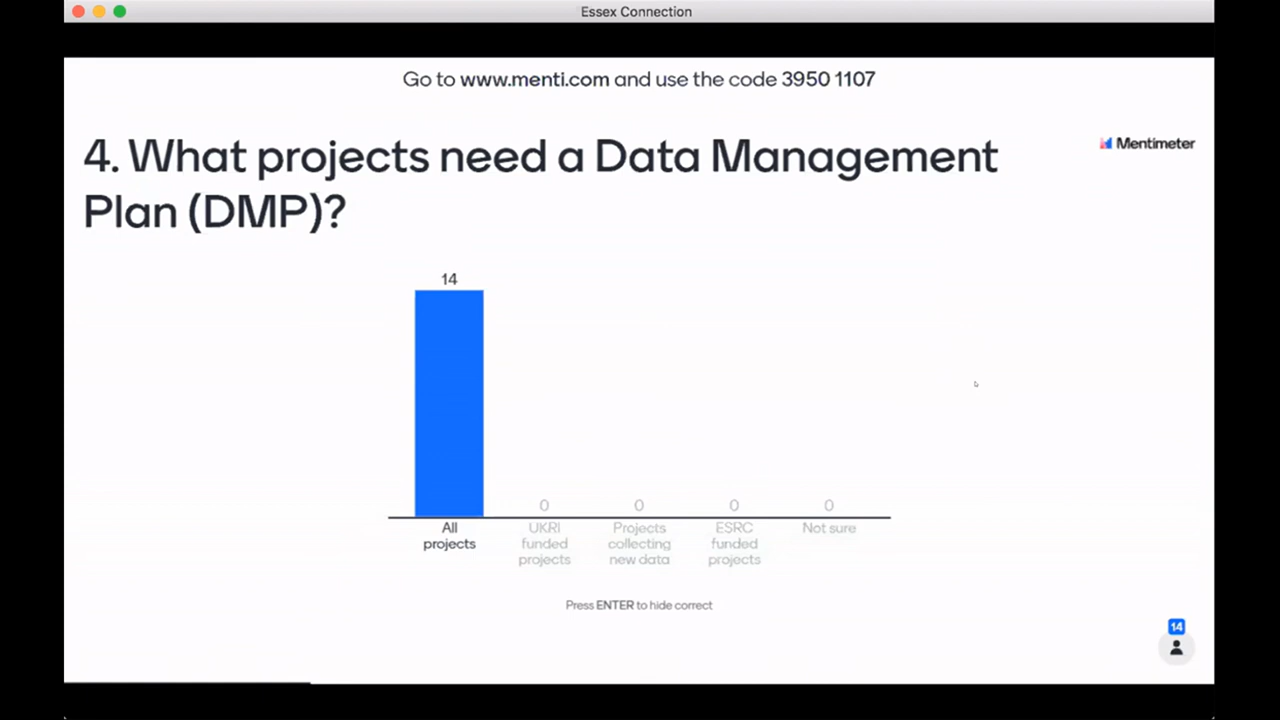 Essex Connection
Go to www.menti.com and use the code 3950 1107
Mentimeter
4. What projects need a Data Management
Plan (DMP)?
14
0
0
0
0
All
projects
UKRI
funded
projects
Projects
collecting
new data
ESRC
funded
projects
Not sure
Press ENTER to hide correct
14